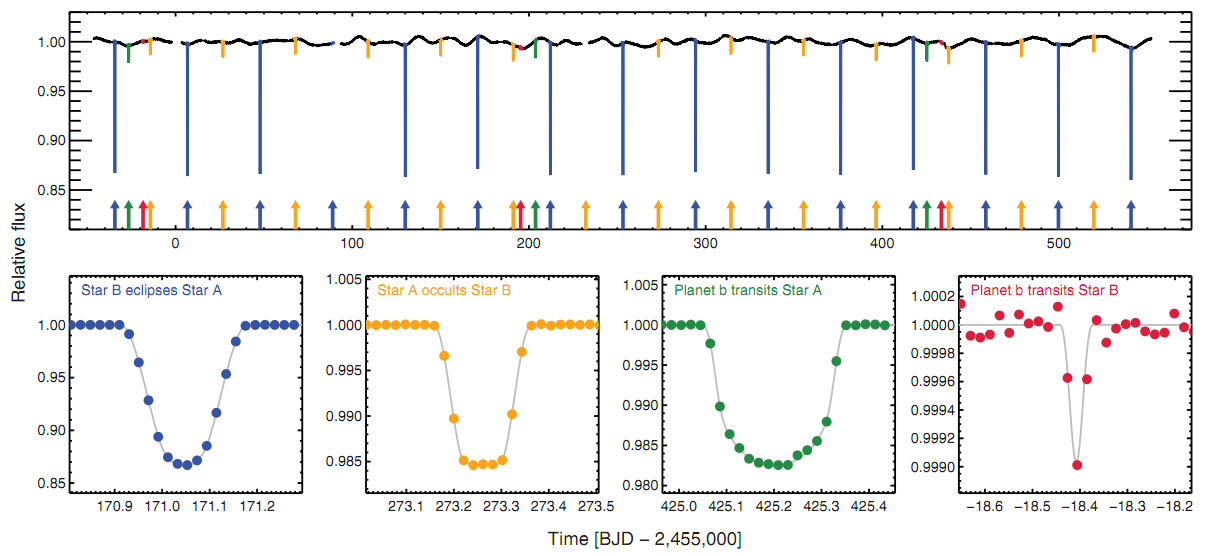 1.00
0.95
0.90
0.85
0 100 200 300 400 500
Relative flux
Star B eclipses Star A
1.00
0.95
0.90
0.85
170.9 171.0 171.1 171.2
Star A occults Star B
1.005
1.000
0.995
0.990
0.985
273.1 273.2 273.3 273.4 273.5
Planet b transits Star A
1.005
1.000
0.995
0.990
0.985
0.980
425.0 425.1 425.2 425.3 425.4
Planet b transits Star B
1.0002
1.0000
0.9998
0.9996
0.9994
0.9992
0.9990
−18.6 −18.5 −18.4 −18.3 −18.2
Time [BJD − 2,455,000]